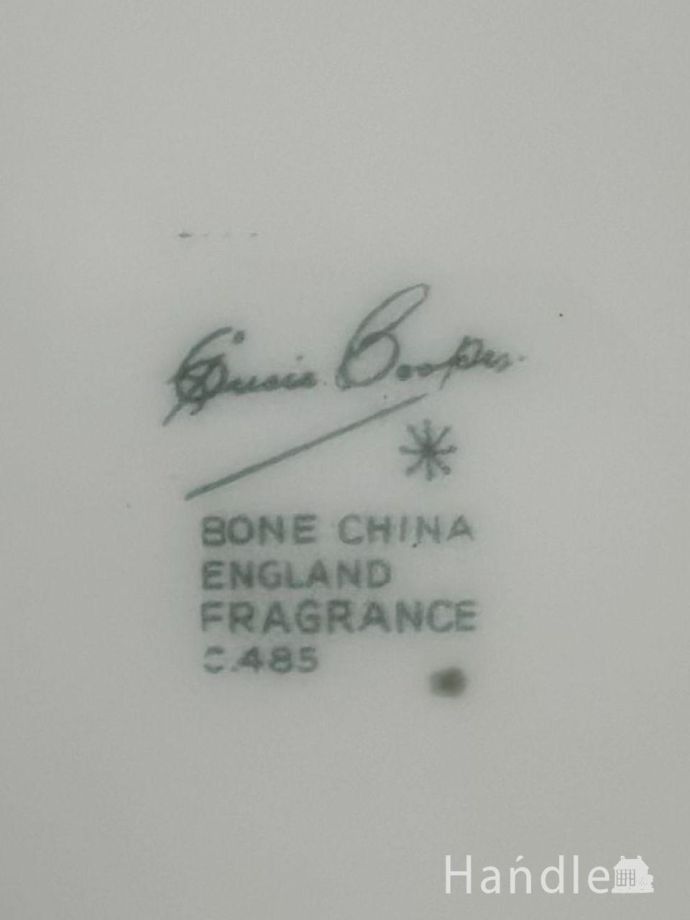 Susie Cooper
BONE CHINA
ENGLAND
FRAGRANCE
C.485
Handle